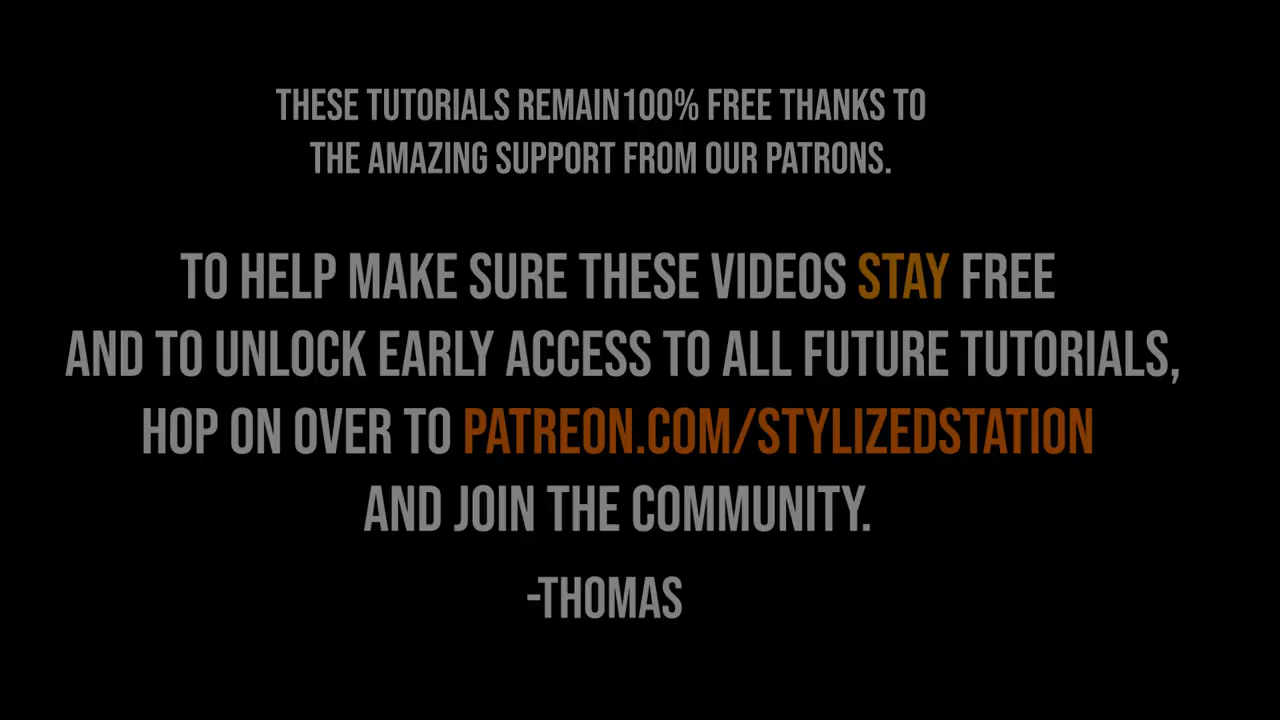 THESE TUTORIALS REMAIN100% FREE THANKS TO
THE AMAZING SUPPORT FROM OUR PATRONS.
TO HELP MAKE SURE THESE VIDEOS STAY FREE
AND TO UNLOCK EARLY ACCESS TO ALL FUTURE TUTORIALS,
HOP ON OVER TO PATREON.COM/STYLIZEDSTATION
AND JOIN THE COMMUNITY.
-THOMAS